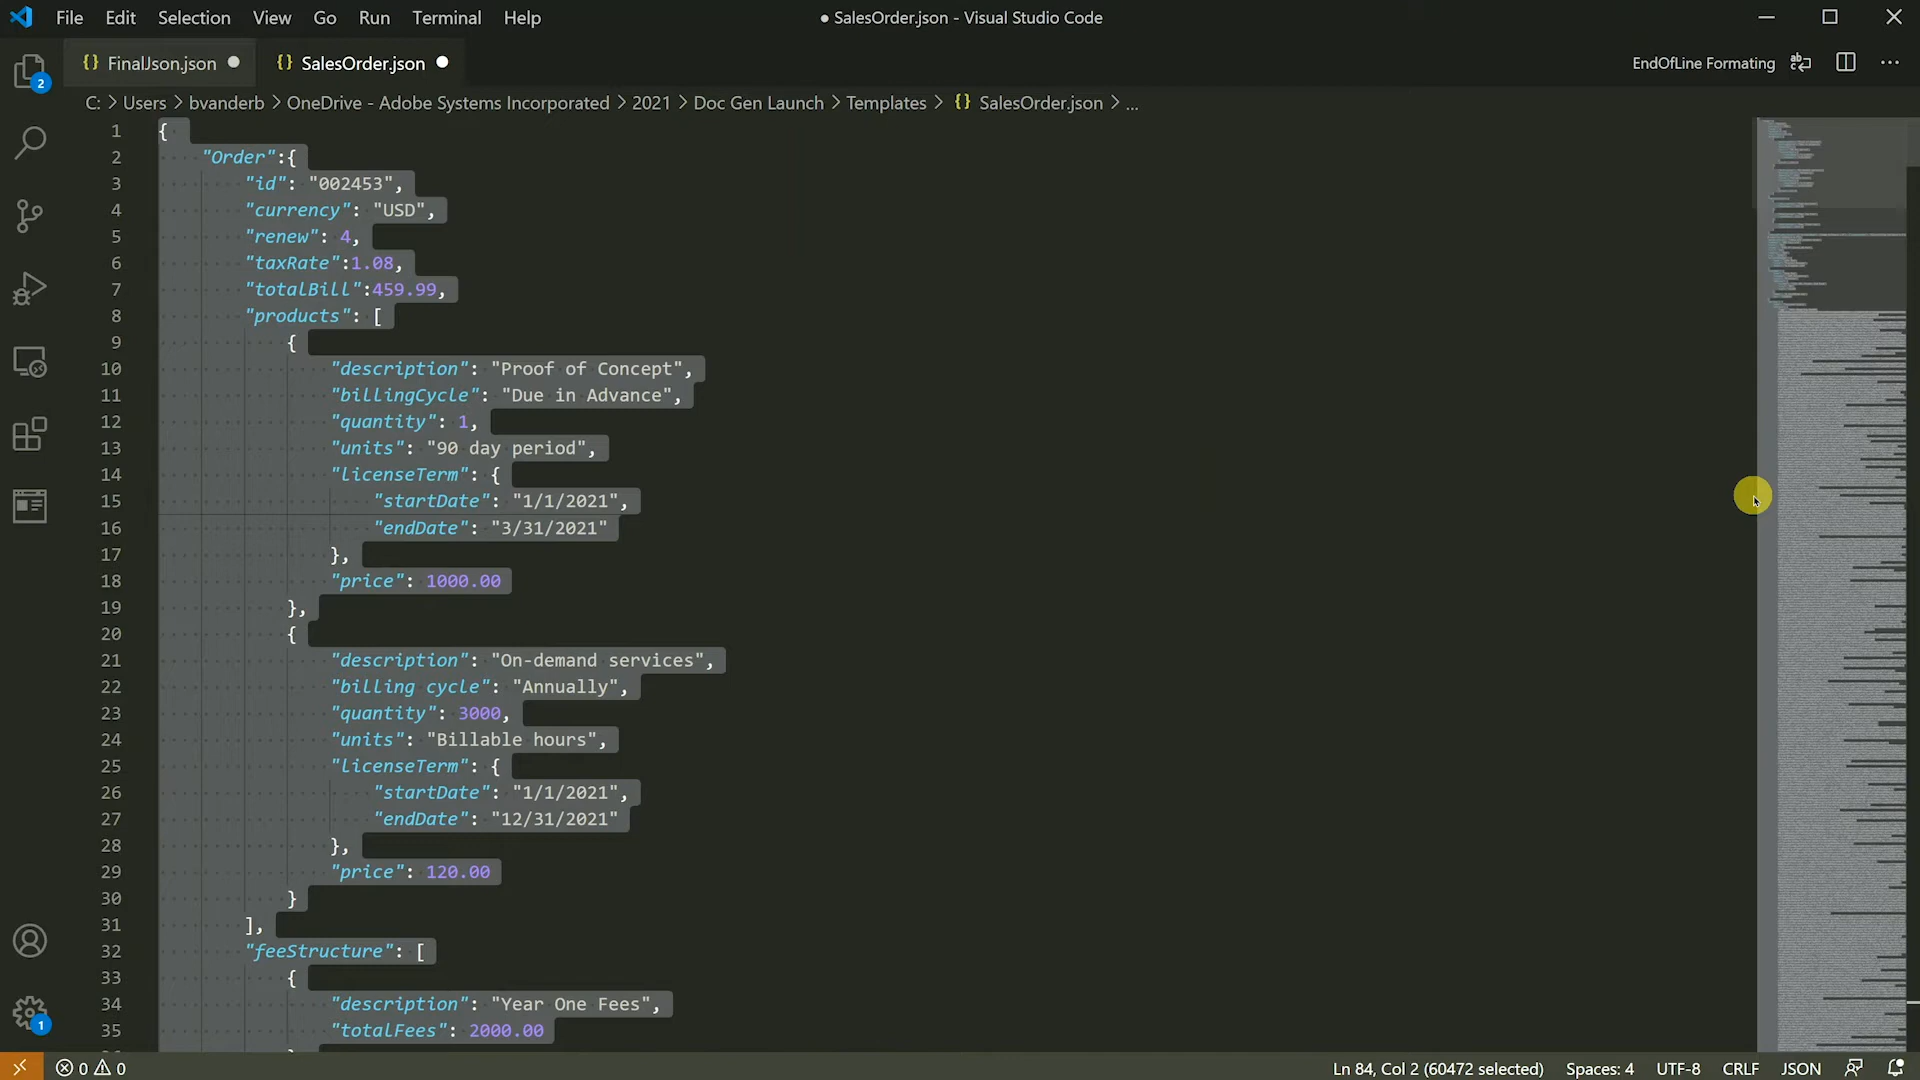 File Edit Selection View Go Run Terminal Help
● SalesOrder.json - Visual Studio Code
{} FinalJson.json ● {} SalesOrder.json ●
EndOfLine Formating
2
C: > Users > bvanderb > OneDrive - Adobe Systems Incorporated > 2021 > Doc Gen Launch > Templates > {} SalesOrder.json > ...
1 {
2 "Order":{
3 "id": "002453",
4 "currency": "USD",
5 "renew": 4,
6 "taxRate":1.08,
7 "totalBill":459.99,
8 "products": [
9 {
10 "description": "Proof of Concept",
11 "billingCycle": "Due in Advance",
12 "quantity": 1,
13 "units": "90 day period",
14 "licenseTerm": {
15 "startDate": "1/1/2021",
16 "endDate": "3/31/2021"
17 },
18 "price": 1000.00
19 },
20 {
21 "description": "On-demand services",
22 "billing cycle": "Annually",
23 "quantity": 3000,
24 "units": "Billable hours",
25 "licenseTerm": {
26 "startDate": "1/1/2021",
27 "endDate": "12/31/2021"
28 },
29 "price": 120.00
30 }
31 ],
32 "feeStructure": [
33 {
34 "description": "Year One Fees",
35 "totalFees": 2000.00
1
0 0
Ln 84, Col 2 (60472 selected) Spaces: 4 UTF-8 CRLF JSON